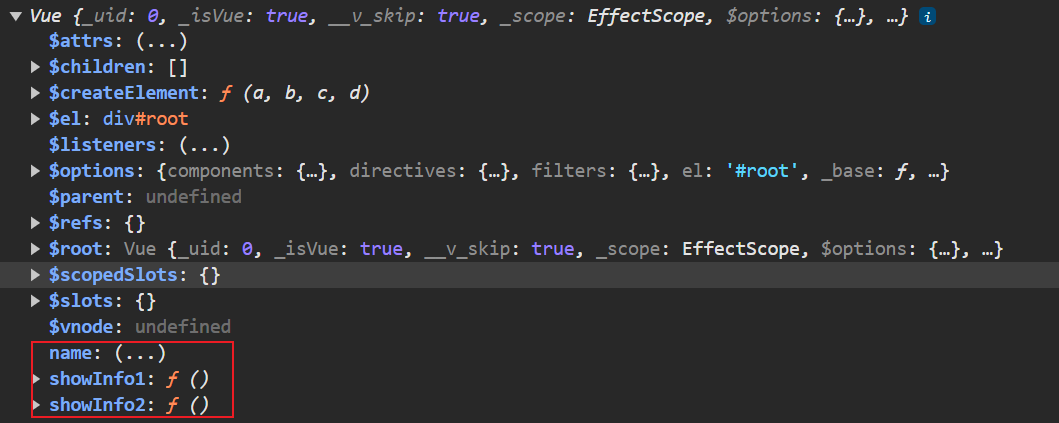 Vue {_uid: 0, _isVue: true, __v_skip: true, _scope: EffectScope, $options: {…}, …} i
$attrs: (...)
$children: []
$createElement: ƒ (a, b, c, d)
$el: div#root
$listeners: (...)
$options: {components: {…}, directives: {…}, filters: {…}, el: '#root', _base: ƒ, …}
$parent: undefined
$refs: {}
$root: Vue {_uid: 0, _isVue: true, __v_skip: true, _scope: EffectScope, $options: {…}, …}
$scopedSlots: {}
$slots: {}
$vnode: undefined
name: (...)
showInfo1: ƒ ()
showInfo2: ƒ ()